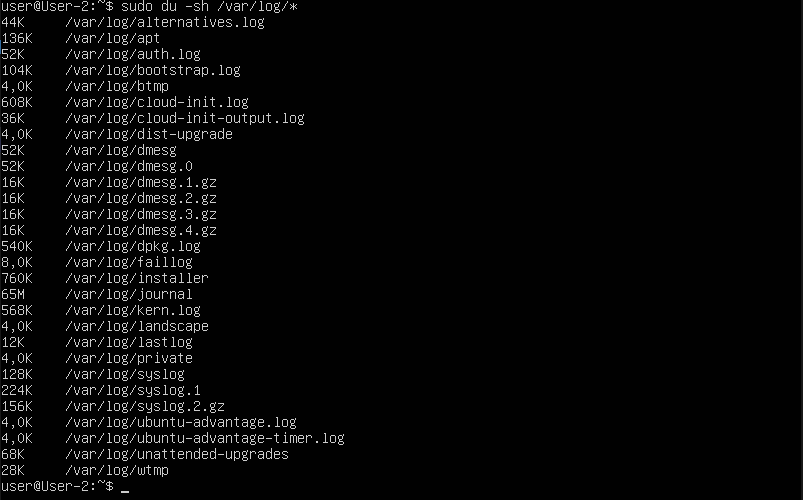 user@User-2:~$ sudo du -sh /var/log/*
44K     /var/log/alternatives.log
136K    /var/log/apt
52K     /var/log/auth.log
104K    /var/log/bootstrap.log
4,0K    /var/log/btmp
608K    /var/log/cloud-init.log
36K     /var/log/cloud-init-output.log
4,0K    /var/log/dist-upgrade
52K     /var/log/dmesg
52K     /var/log/dmesg.0
16K     /var/log/dmesg.1.gz
16K     /var/log/dmesg.2.gz
16K     /var/log/dmesg.3.gz
16K     /var/log/dmesg.4.gz
540K    /var/log/dpkg.log
8,0K    /var/log/faillog
760K    /var/log/installer
65M     /var/log/journal
568K    /var/log/kern.log
4,0K    /var/log/landscape
12K     /var/log/lastlog
4,0K    /var/log/private
128K    /var/log/syslog
224K    /var/log/syslog.1
156K    /var/log/syslog.2.gz
4,0K    /var/log/ubuntu-advantage.log
4,0K    /var/log/ubuntu-advantage-timer.log
68K     /var/log/unattended-upgrades
28K     /var/log/wtmp
user@User-2:~$ _